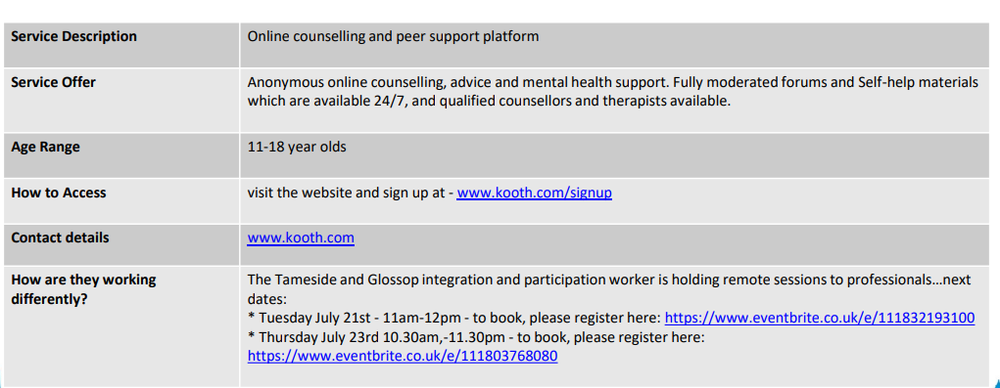 Service Description
Online counselling and peer support platform
Service Offer
Anonymous online counselling, advice and mental health support. Fully moderated forums and Self-help materials
which are available 24/7, and qualified counsellors and therapists available.
Age Range
11-18 year olds
How to Access
visit the website and sign up at - www.kooth.com/signup
Contact details
www.kooth.com
How are they working
differently?
The Tameside and Glossop integration and participation worker is holding remote sessions to professionals…next
dates:
* Tuesday July 21st - 11am-12pm - to book, please register here: https://www.eventbrite.co.uk/e/111832193100
* Thursday July 23rd 10.30am,-11.30pm - to book, please register here:
https://www.eventbrite.co.uk/e/111803768080